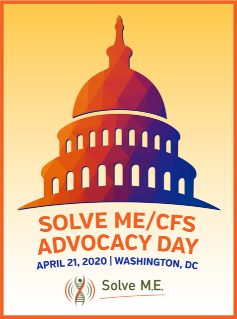 SOLVE ME/CFS
ADVOCACY DAY
APRIL 21, 2020 | WASHINGTON, DC
Solve M.E.